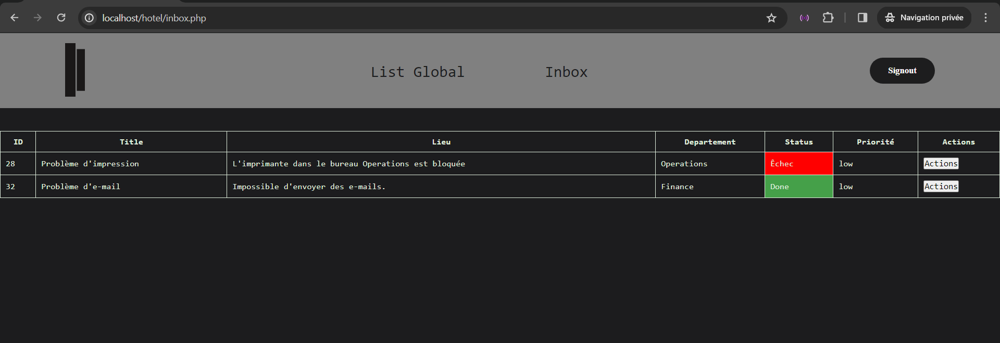 localhost/hotel/inbox.php Navigation privée
List Global Inbox Signout
ID Title Lieu Departement Status Priorité Actions
28 Problème d'impression L'imprimante dans le bureau Operations est bloquée Operations Êchec low Actions
32 Problème d'e-mail Impossible d'envoyer des e-mails. Finance Done low Actions